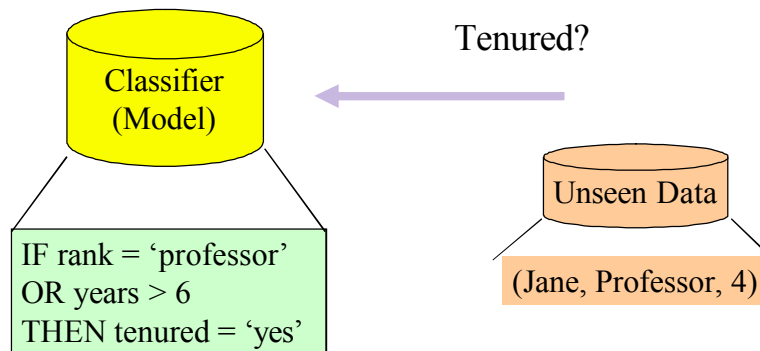 Tenured?
Classifier
(Model)
Unseen Data
IF rank = ‘professor’
OR years > 6
THEN tenured = ‘yes’
(Jane, Professor, 4)